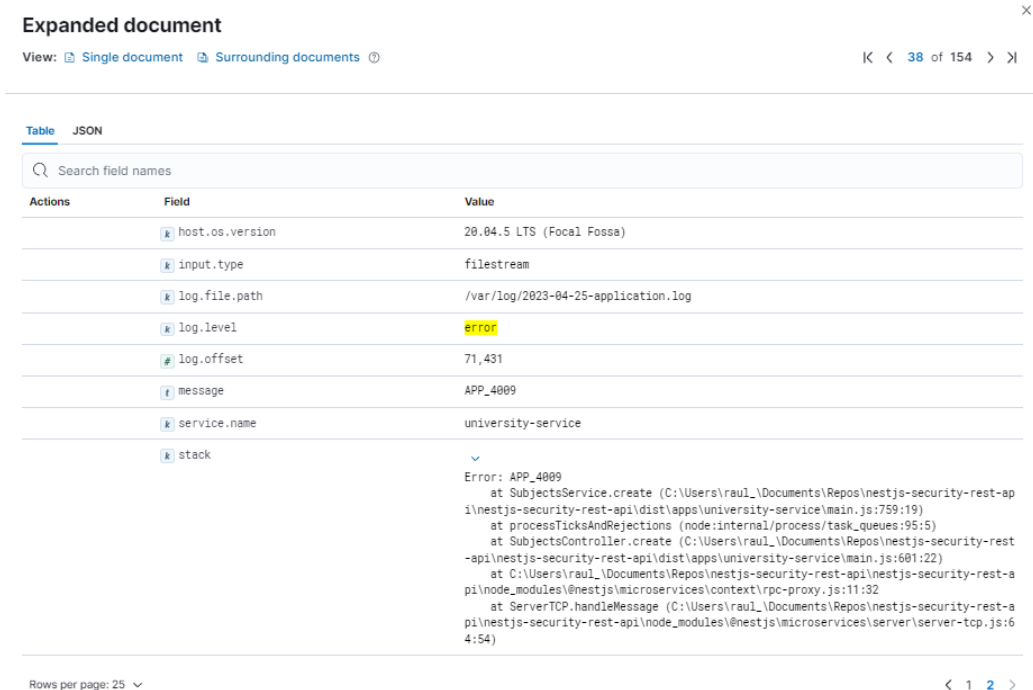 Expanded document
View: Single document Surrounding documents
38 of 154
Table JSON
Search field names
Actions Field Value
k host.os.version 20.04.5 LTS (Focal Fossa)
k input.type filestream
k log.file.path /var/log/2023-04-25-application.log
k log.level error
# log.offset 71,431
t message APP_4009
k service.name university-service
k stack
Error: APP_4009
at SubjectsService.create (C:\Users\raul_\Documents\Repos\nestjs-security-rest-ap
i\nestjs-security-rest-api\dist\apps\university-service\main.js:759:19)
at processTicksAndRejections (node:internal/process/task_queues:95:5)
at SubjectsController.create (C:\Users\raul_\Documents\Repos\nestjs-security-rest
-api\nestjs-security-rest-api\dist\apps\university-service\main.js:601:22)
at C:\Users\raul_\Documents\Repos\nestjs-security-rest-api\nestjs-security-rest-a
pi\node_modules\@nestjs\microservices\context\rpc-proxy.js:11:32
at ServerTCP.handleMessage (C:\Users\raul_\Documents\Repos\nestjs-security-rest-a
pi\nestjs-security-rest-api\node_modules\@nestjs\microservices\server\server-tcp.js:6
4:54)
Rows per page: 25 1 2